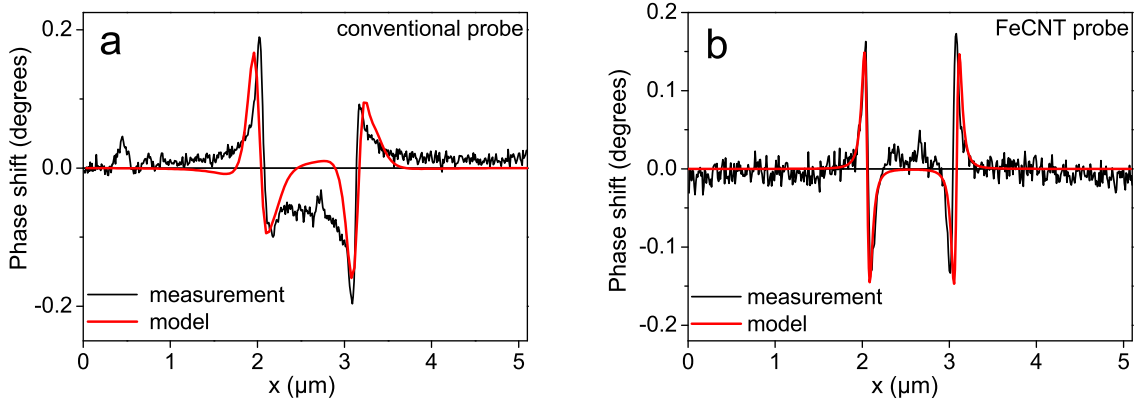 a
conventional probe
Phase shift (degrees)
0.2
0.0
-0.2
measurement
model
0 1 2 3 4 5
x (µm)
b
FeCNT probe
Phase shift (degrees)
0.2
0.1
0.0
-0.1
-0.2
measurement
model
0 1 2 3 4 5
x (µm)